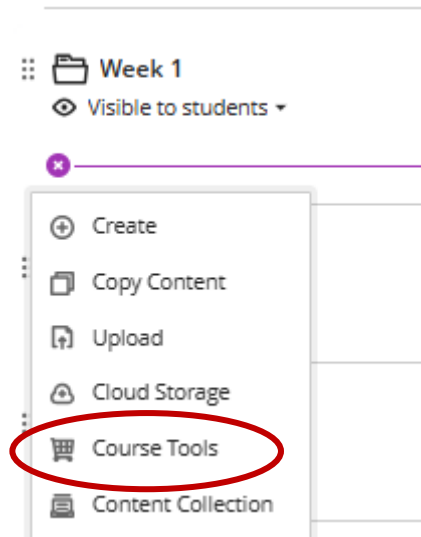 Week 1
Visible to students
Create
Copy Content
Upload
Cloud Storage
Course Tools
Content Collection